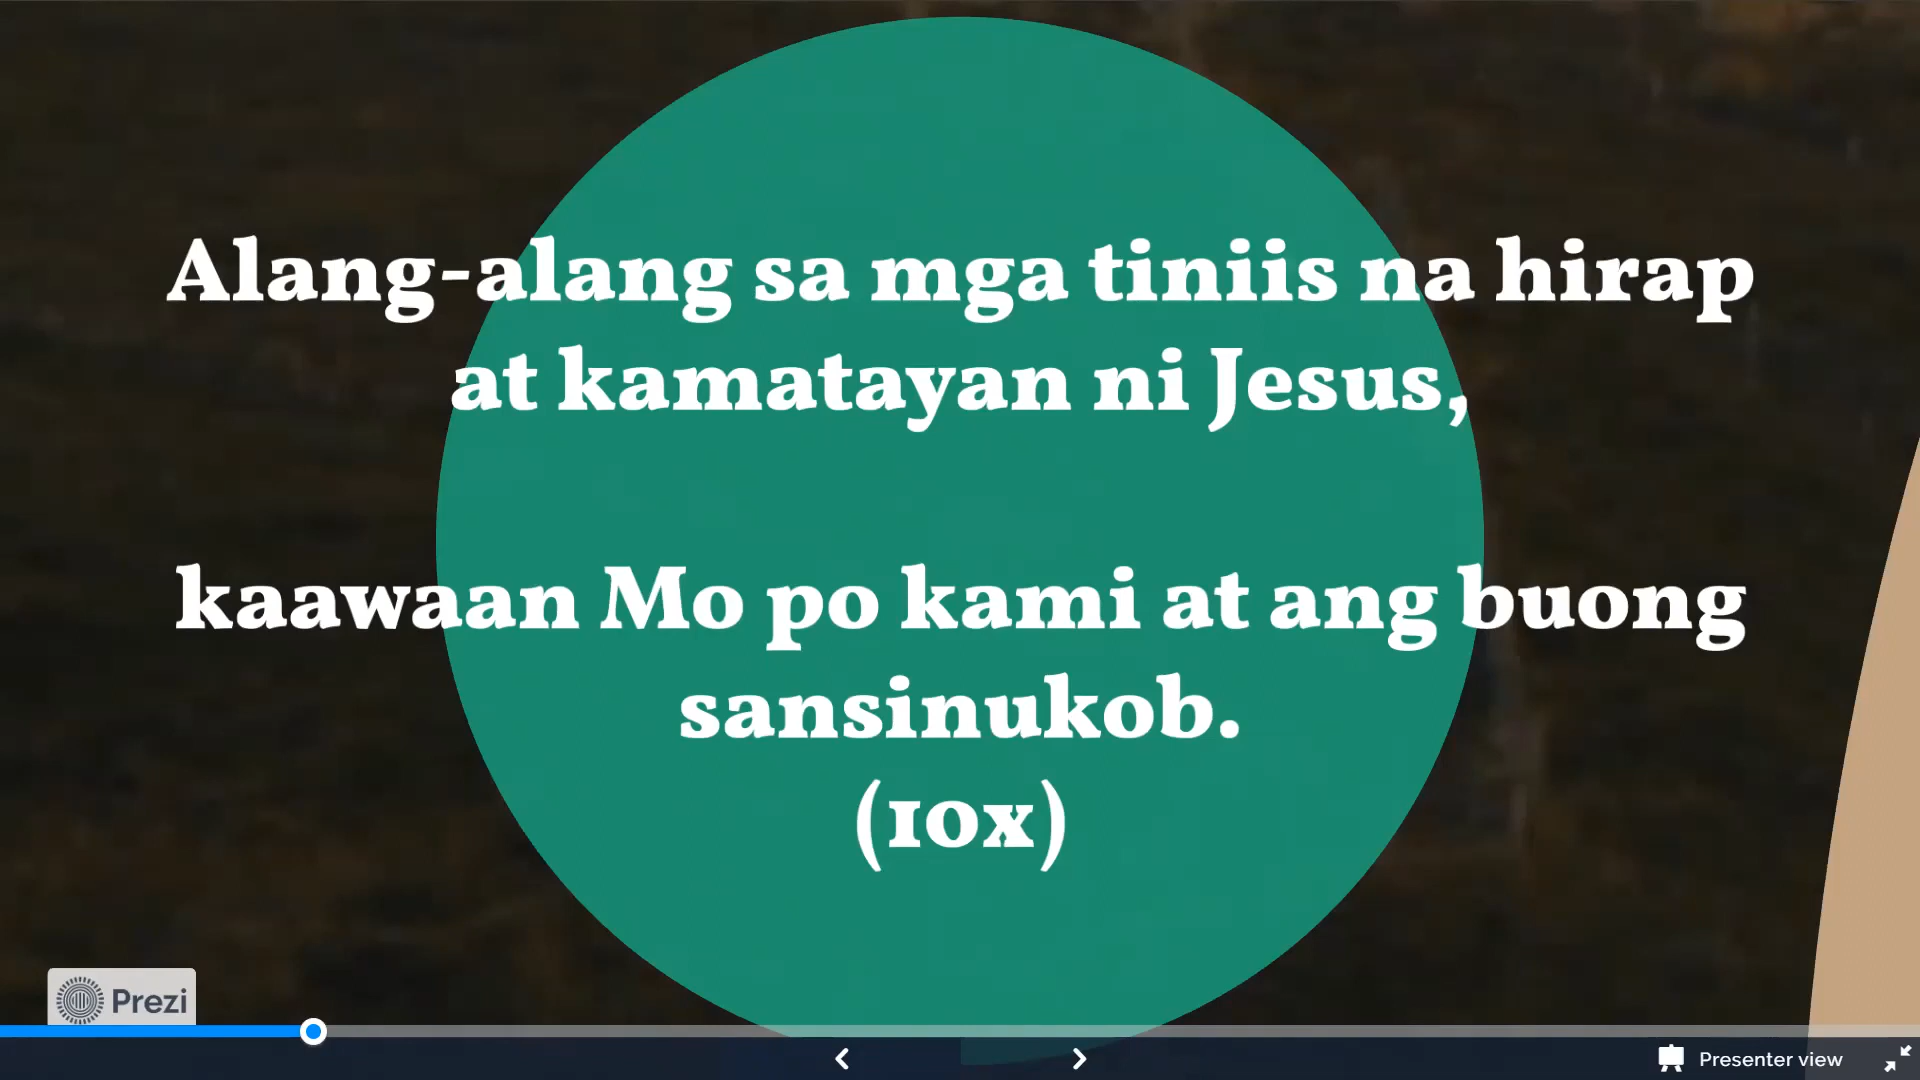 Alang-alang sa mga tiniis na hirap
at kamatayan ni Jesus,
kaawaan Mo po kami at ang buong
sansinukob.
(10x)
Prezi
Presenter view